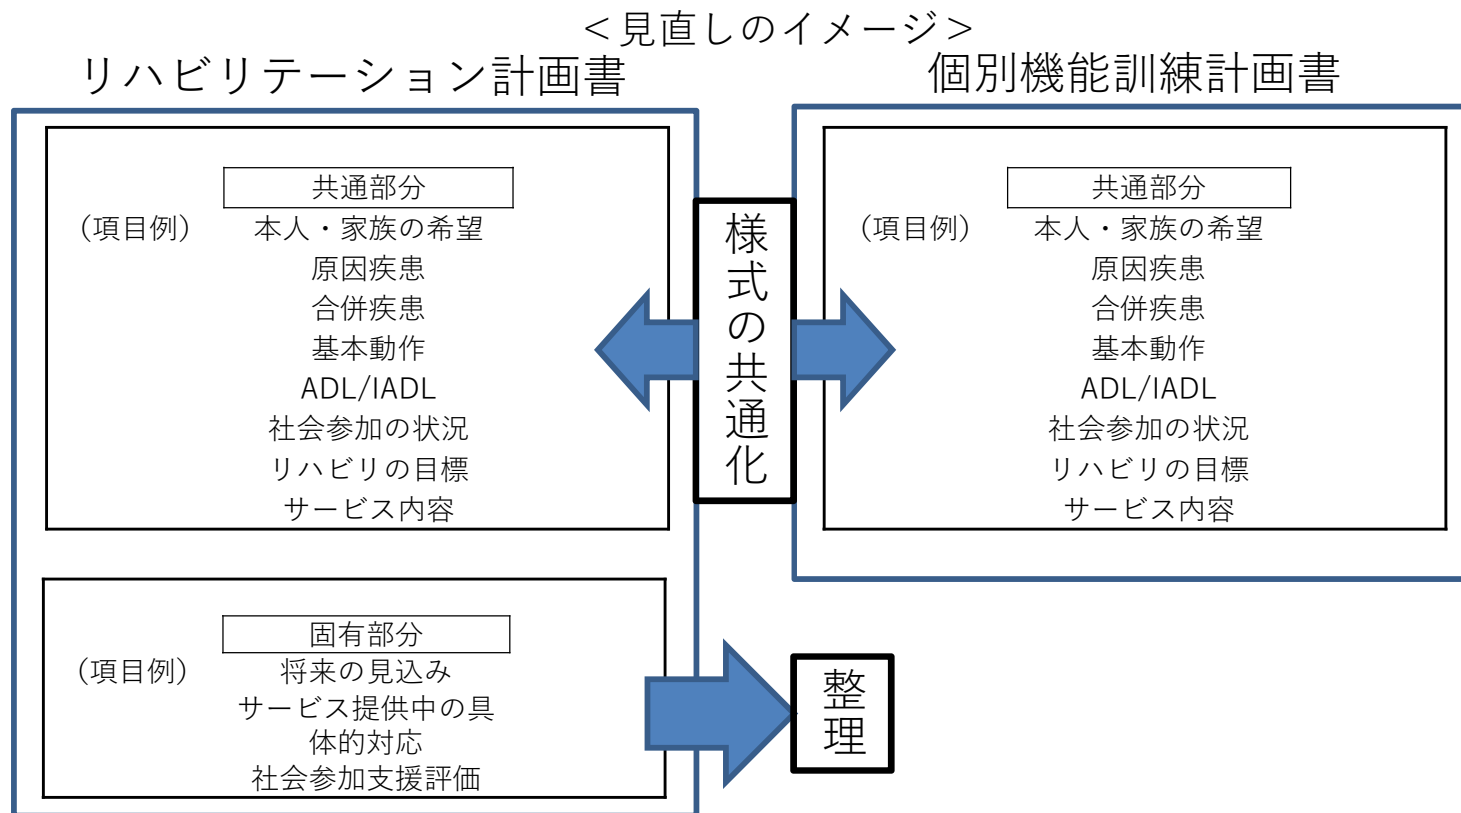 ＜見直しのイメージ＞
リハビリテーション計画書
共通部分
（項目例）
本人・家族の希望
原因疾患
合併疾患
基本動作
ADL/IADL
社会参加の状況
リハビリの目標
サービス内容
固有部分
（項目例）
将来の見込み
サービス提供中の具
体的対応
社会参加支援評価
様式の共通化
整理
個別機能訓練計画書
共通部分
（項目例）
本人・家族の希望
原因疾患
合併疾患
基本動作
ADL/IADL
社会参加の状況
リハビリの目標
サービス内容